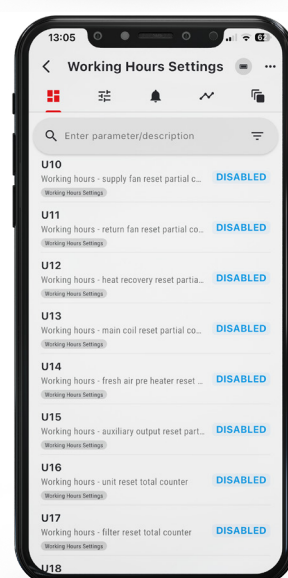 13:05
Working Hours Settings
Enter parameter/description
U10
Working hours - supply fan reset partial c...
DISABLED
Working Hours Settings
U11
Working hours - return fan reset partial co...
DISABLED
Working Hours Settings
U12
Working hours - heat recovery reset partia...
DISABLED
Working Hours Settings
U13
Working hours - main coil reset partial co...
DISABLED
Working Hours Settings
U14
Working hours - fresh air pre heater reset ...
DISABLED
Working Hours Settings
U15
Working hours - auxiliary output reset part...
DISABLED
Working Hours Settings
U16
Working hours - unit reset total counter
DISABLED
Working Hours Settings
U17
Working hours - filter reset total counter
DISABLED
Working Hours Settings
U18